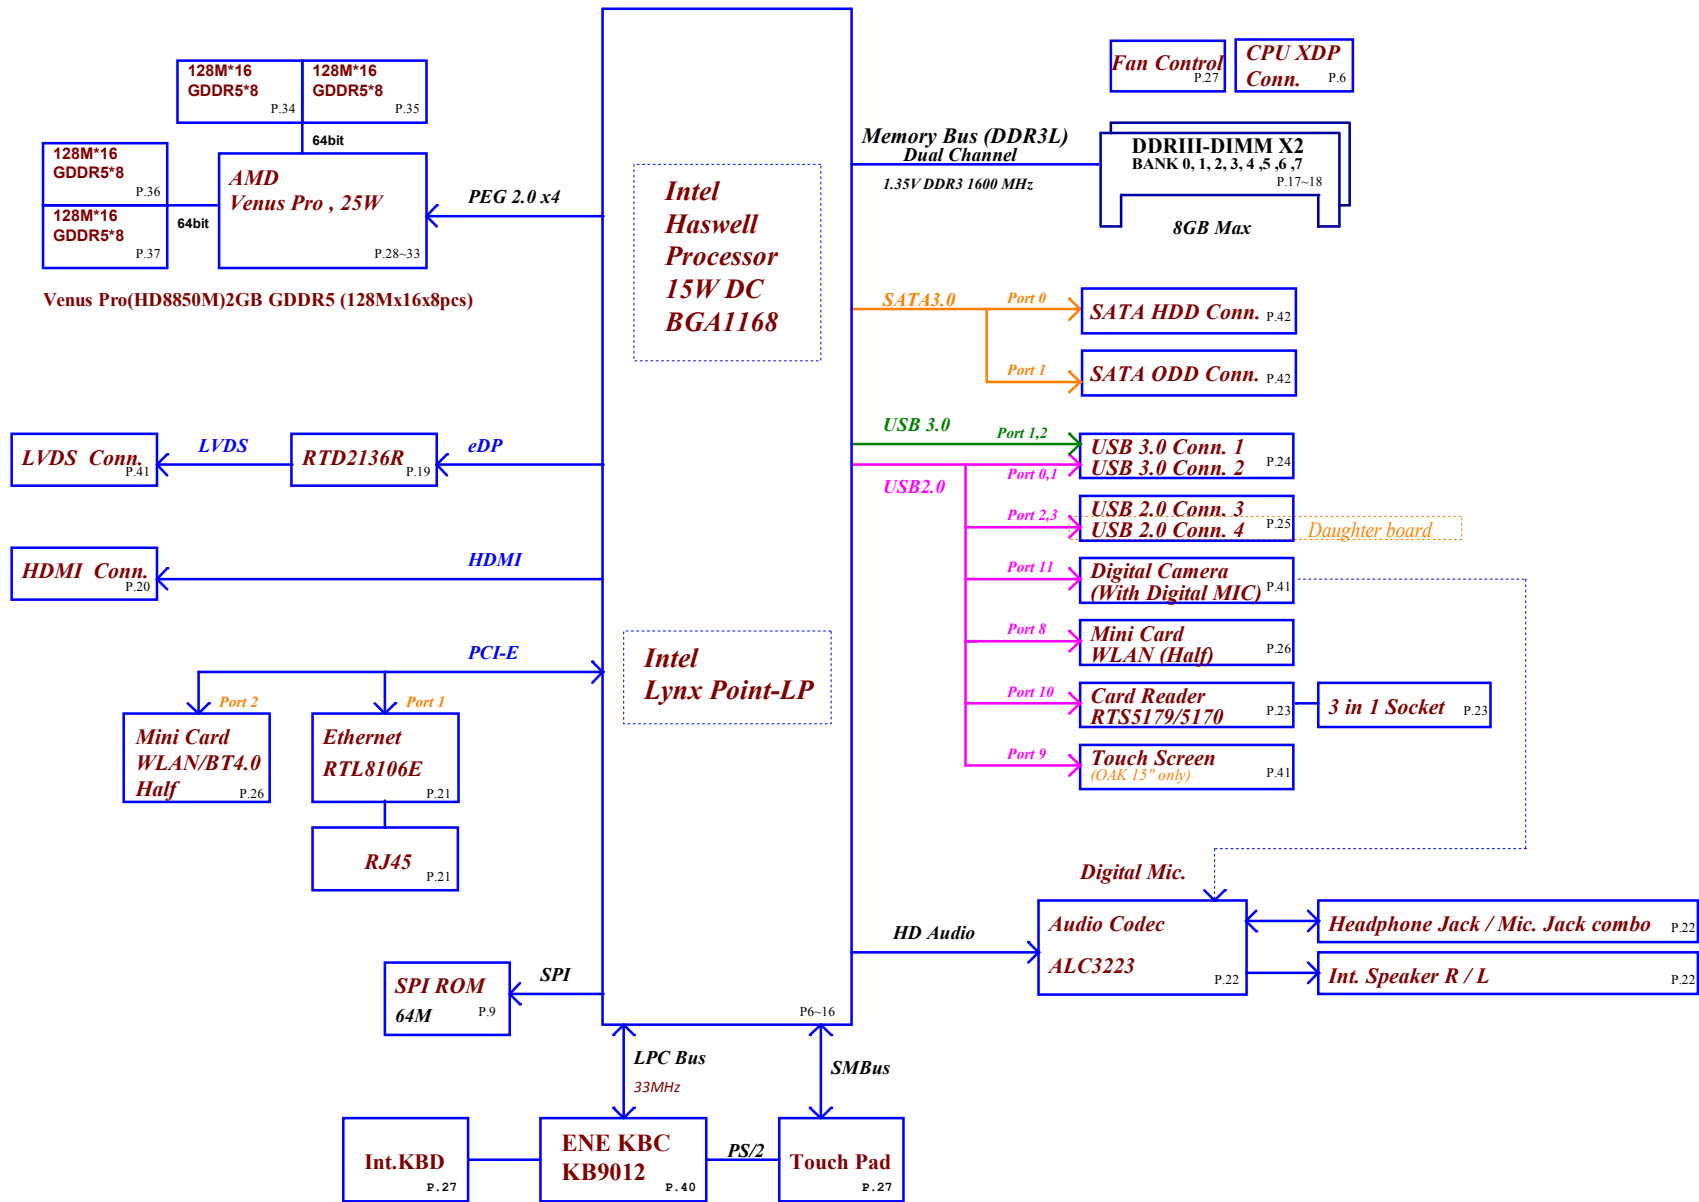 Fan Control
P.27
CPU XDP
Conn.
P.6
128M*16
GDDR5*8
P.34
128M*16
GDDR5*8
P.35
64bit
128M*16
GDDR5*8
P.36
128M*16
GDDR5*8
P.37
64bit
AMD
Venus Pro , 25W
P.28~33
PEG 2.0 x4
Venus Pro(HD8850M)2GB GDDR5 (128Mx16x8pcs)
Intel
Haswell
Processor
15W DC
BGA1168
Memory Bus (DDR3L)
Dual Channel
1.35V DDR3 1600 MHz
DDRIII-DIMM X2
BANK 0, 1, 2, 3, 4 ,5 ,6 ,7
P.17~18
8GB Max
SATA3.0
Port 0
SATA HDD Conn.
P.42
Port 1
SATA ODD Conn.
P.42
USB 3.0
Port 1,2
USB 3.0 Conn. 1
USB 3.0 Conn. 2
P.24
USB2.0
Port 0,1
Port 2,3
USB 2.0 Conn. 3
USB 2.0 Conn. 4
P.25
Daughter board
Port 11
Digital Camera
(With Digital MIC)
P.41
Port 8
Mini Card
WLAN (Half)
P.26
Port 10
Card Reader
RTS5179/5170
P.23
3 in 1 Socket
P.23
Port 9
Touch Screen
(OAK 15" only)
P.41
LVDS Conn.
P.41
LVDS
RTD2136R
P.19
eDP
HDMI Conn.
P.20
HDMI
PCI-E
Intel
Lynx Point-LP
Port 2
Port 1
Mini Card
WLAN/BT4.0
Half
P.26
Ethernet
RTL8106E
P.21
RJ45
P.21
Digital Mic.
HD Audio
Audio Codec
ALC3223
P.22
Headphone Jack / Mic. Jack combo
P.22
Int. Speaker R / L
P.22
SPI ROM
64M
P.9
SPI
P6~16
LPC Bus
33MHz
SMBus
Int.KBD
P.27
ENE KBC
KB9012
P.40
PS/2
Touch Pad
P.27